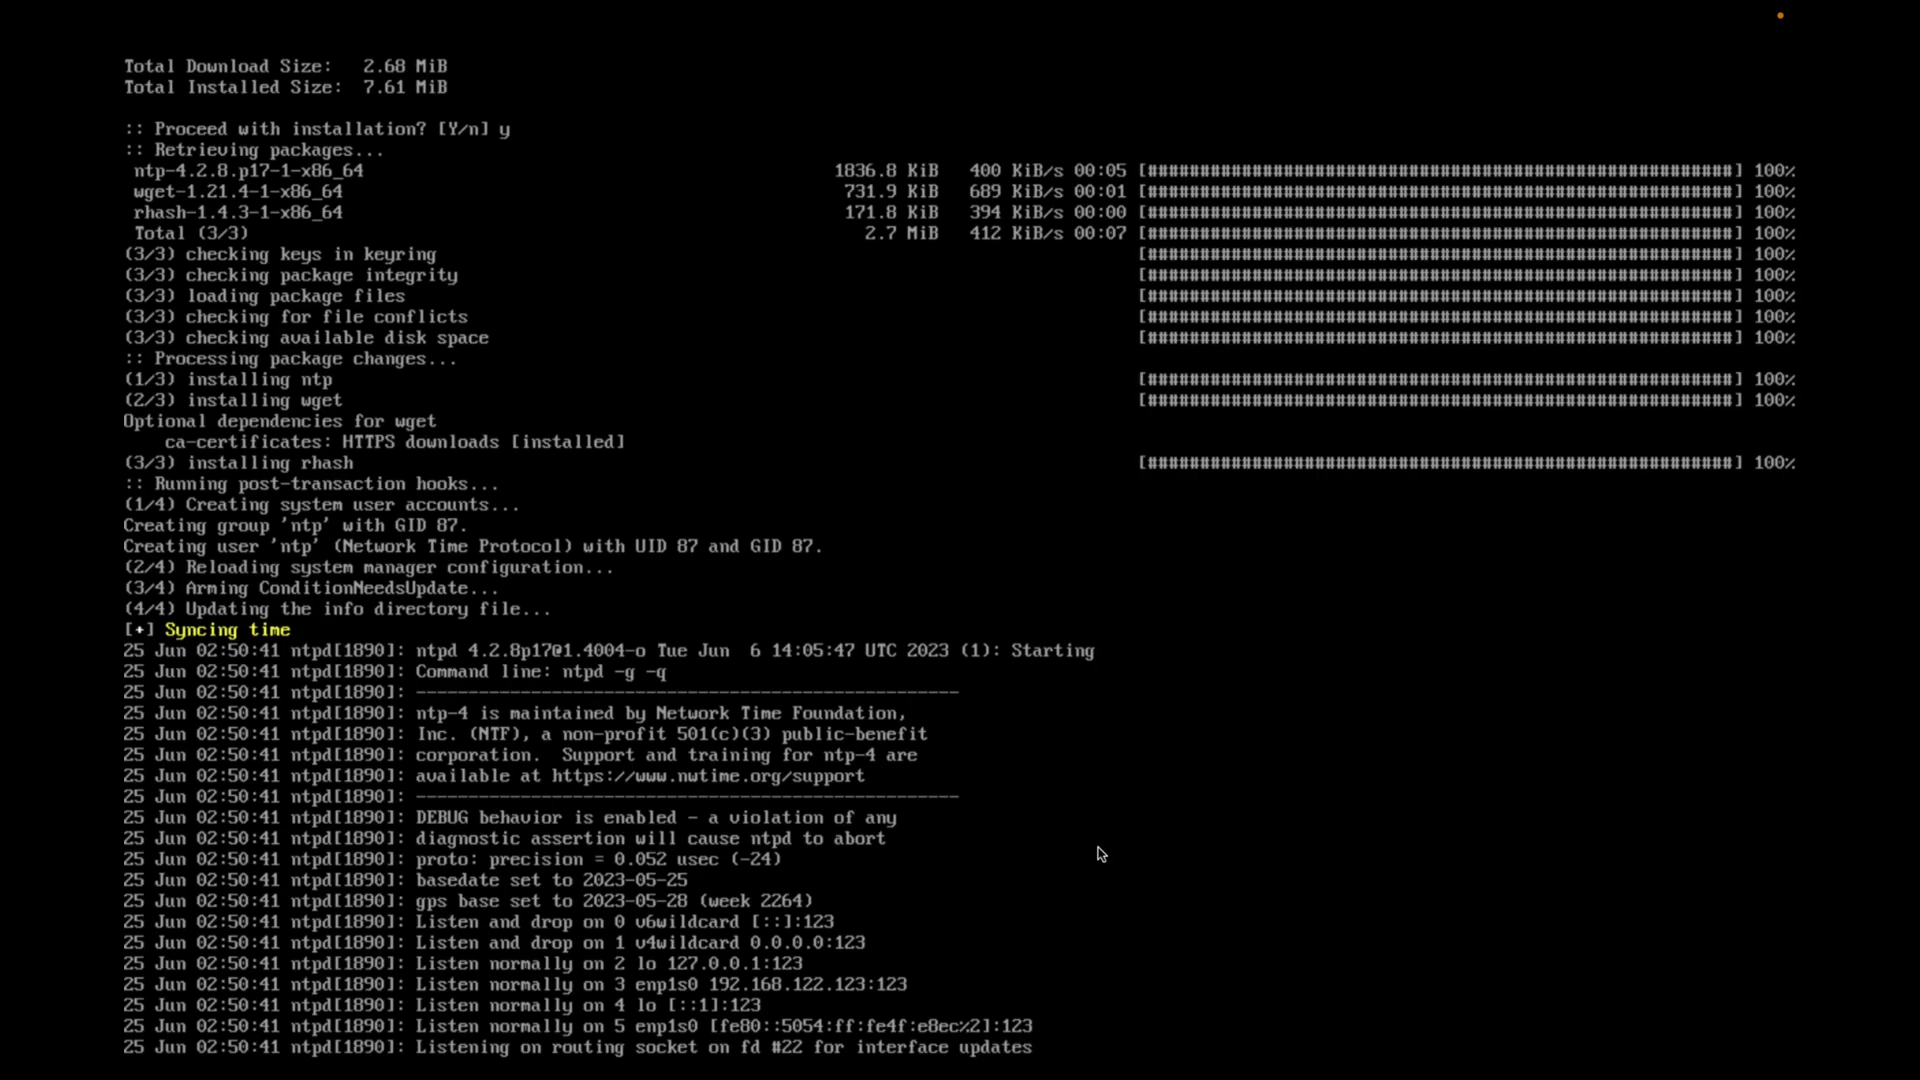 Total Download Size:   2.68 MiB
Total Installed Size:  7.61 MiB
:: Proceed with installation? [Y/n] y
:: Retrieving packages...
ntp-4.2.8.p17-1-x86_64 1836.8 KiB 400 KiB/s 00:05 [########################################################] 100%
wget-1.21.4-1-x86_64 731.9 KiB 689 KiB/s 00:01 [########################################################] 100%
rhash-1.4.3-1-x86_64 171.8 KiB 394 KiB/s 00:00 [########################################################] 100%
Total (3/3) 2.7 MiB 412 KiB/s 00:07 [########################################################] 100%
(3/3) checking keys in keyring [########################################################] 100%
(3/3) checking package integrity [########################################################] 100%
(3/3) loading package files [########################################################] 100%
(3/3) checking for file conflicts [########################################################] 100%
(3/3) checking available disk space [########################################################] 100%
:: Processing package changes...
(1/3) installing ntp [########################################################] 100%
(2/3) installing wget [########################################################] 100%
Optional dependencies for wget
    ca-certificates: HTTPS downloads [installed]
(3/3) installing rhash [########################################################] 100%
:: Running post-transaction hooks...
(1/4) Creating system user accounts...
Creating group 'ntp' with GID 87.
Creating user 'ntp' (Network Time Protocol) with UID 87 and GID 87.
(2/4) Reloading system manager configuration...
(3/4) Arming ConditionNeedsUpdate...
(4/4) Updating the info directory file...
[+] Syncing time
25 Jun 02:50:41 ntpd[1890]: ntpd 4.2.8p17@1.4004-o Tue Jun  6 14:05:47 UTC 2023 (1): Starting
25 Jun 02:50:41 ntpd[1890]: Command line: ntpd -g -q
25 Jun 02:50:41 ntpd[1890]: ----------------------------------------------------
25 Jun 02:50:41 ntpd[1890]: ntp-4 is maintained by Network Time Foundation,
25 Jun 02:50:41 ntpd[1890]: Inc. (NTF), a non-profit 501(c)(3) public-benefit
25 Jun 02:50:41 ntpd[1890]: corporation.  Support and training for ntp-4 are
25 Jun 02:50:41 ntpd[1890]: available at https://www.nwtime.org/support
25 Jun 02:50:41 ntpd[1890]: ----------------------------------------------------
25 Jun 02:50:41 ntpd[1890]: DEBUG behavior is enabled - a violation of any
25 Jun 02:50:41 ntpd[1890]: diagnostic assertion will cause ntpd to abort
25 Jun 02:50:41 ntpd[1890]: proto: precision = 0.052 usec (-24)
25 Jun 02:50:41 ntpd[1890]: basedate set to 2023-05-25
25 Jun 02:50:41 ntpd[1890]: gps base set to 2023-05-28 (week 2264)
25 Jun 02:50:41 ntpd[1890]: Listen and drop on 0 v6wildcard [::]:123
25 Jun 02:50:41 ntpd[1890]: Listen and drop on 1 v4wildcard 0.0.0.0:123
25 Jun 02:50:41 ntpd[1890]: Listen normally on 2 lo 127.0.0.1:123
25 Jun 02:50:41 ntpd[1890]: Listen normally on 3 enp1s0 192.168.122.123:123
25 Jun 02:50:41 ntpd[1890]: Listen normally on 4 lo [::1]:123
25 Jun 02:50:41 ntpd[1890]: Listen normally on 5 enp1s0 [fe80::5054:ff:fe4f:e8ec%2]:123
25 Jun 02:50:41 ntpd[1890]: Listening on routing socket on fd #22 for interface updates